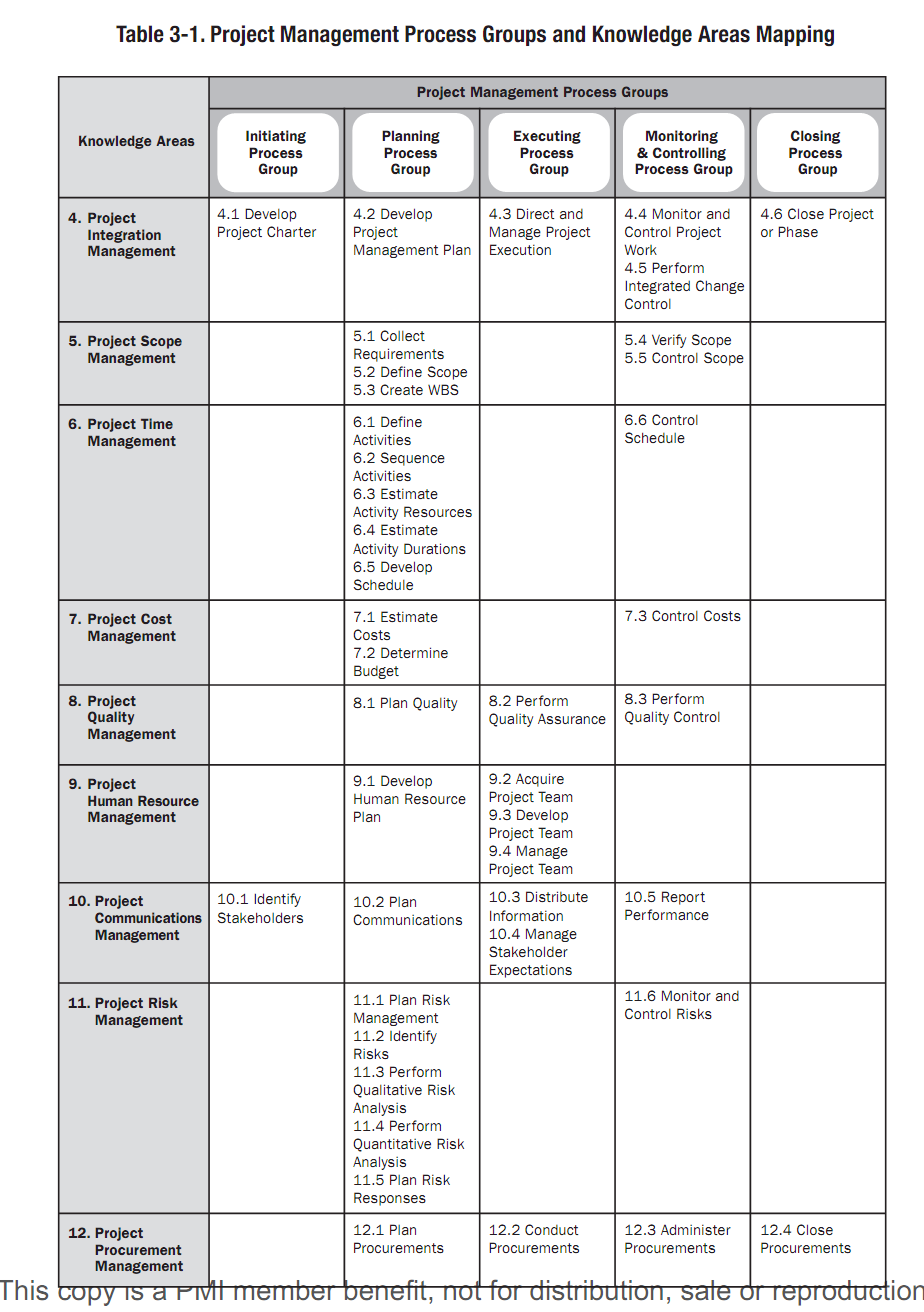 Table 3-1. Project Management Process Groups and Knowledge Areas Mapping
Knowledge Areas
Project Management Process Groups
Initiating
Process
Group
Planning
Process
Group
Executing
Process
Group
Monitoring
& Controlling
Process Group
Closing
Process
Group
4. Project
Integration
Management
4.1 Develop
Project Charter
4.2 Develop
Project
Management Plan
4.3 Direct and
Manage Project
Execution
4.4 Monitor and
Control Project
Work
4.5 Perform
Integrated Change
Control
4.6 Close Project
or Phase
5. Project Scope
Management
5.1 Collect
Requirements
5.2 Define Scope
5.3 Create WBS
5.4 Verify Scope
5.5 Control Scope
6. Project Time
Management
6.1 Define
Activities
6.2 Sequence
Activities
6.3 Estimate
Activity Resources
6.4 Estimate
Activity Durations
6.5 Develop
Schedule
6.6 Control
Schedule
7. Project Cost
Management
7.1 Estimate
Costs
7.2 Determine
Budget
7.3 Control Costs
8. Project
Quality
Management
8.1 Plan Quality
8.2 Perform
Quality Assurance
8.3 Perform
Quality Control
9. Project
Human Resource
Management
9.1 Develop
Human Resource
Plan
9.2 Acquire
Project Team
9.3 Develop
Project Team
9.4 Manage
Project Team
10. Project
Communications
Management
10.1 Identify
Stakeholders
10.2 Plan
Communications
10.3 Distribute
Information
10.4 Manage
Stakeholder
Expectations
10.5 Report
Performance
11. Project Risk
Management
11.1 Plan Risk
Management
11.2 Identify
Risks
11.3 Perform
Qualitative Risk
Analysis
11.4 Perform
Quantitative Risk
Analysis
11.5 Plan Risk
Responses
11.6 Monitor and
Control Risks
12. Project
Procurement
Management
12.1 Plan
Procurements
12.2 Conduct
Procurements
12.3 Administer
Procurements
12.4 Close
Procurements
This copy is a PMI member benefit, not for distribution, sale or reproduction